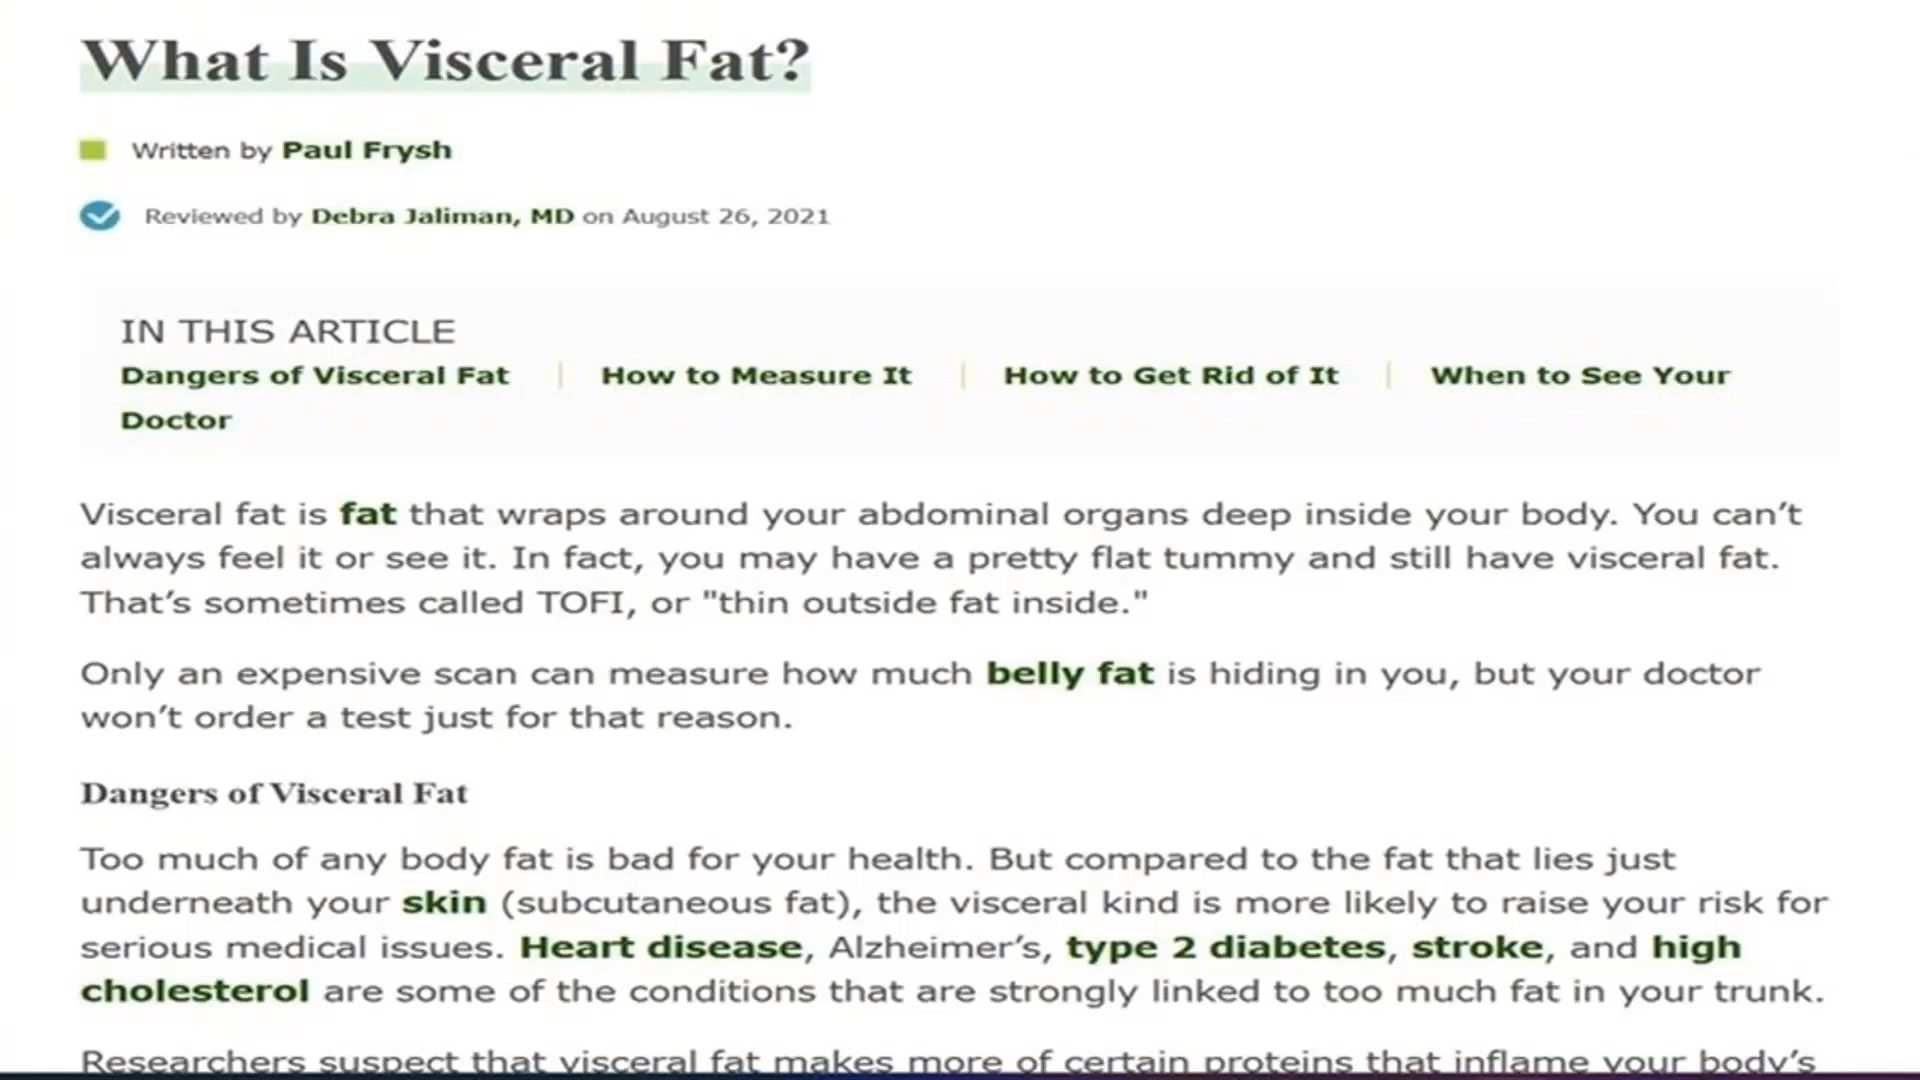 What Is Visceral Fat?
Written by Paul Frysh
Reviewed by Debra Jaliman, MD on August 26, 2021
IN THIS ARTICLE
Dangers of Visceral Fat | How to Measure It | How to Get Rid of It | When to See Your
Doctor
Visceral fat is fat that wraps around your abdominal organs deep inside your body. You can’t
always feel it or see it. In fact, you may have a pretty flat tummy and still have visceral fat.
That’s sometimes called TOFI, or "thin outside fat inside."
Only an expensive scan can measure how much belly fat is hiding in you, but your doctor
won’t order a test just for that reason.
Dangers of Visceral Fat
Too much of any body fat is bad for your health. But compared to the fat that lies just
underneath your skin (subcutaneous fat), the visceral kind is more likely to raise your risk for
serious medical issues. Heart disease, Alzheimer’s, type 2 diabetes, stroke, and high
cholesterol are some of the conditions that are strongly linked to too much fat in your trunk.
Researchers suspect that visceral fat makes more of certain proteins that inflame your body’s